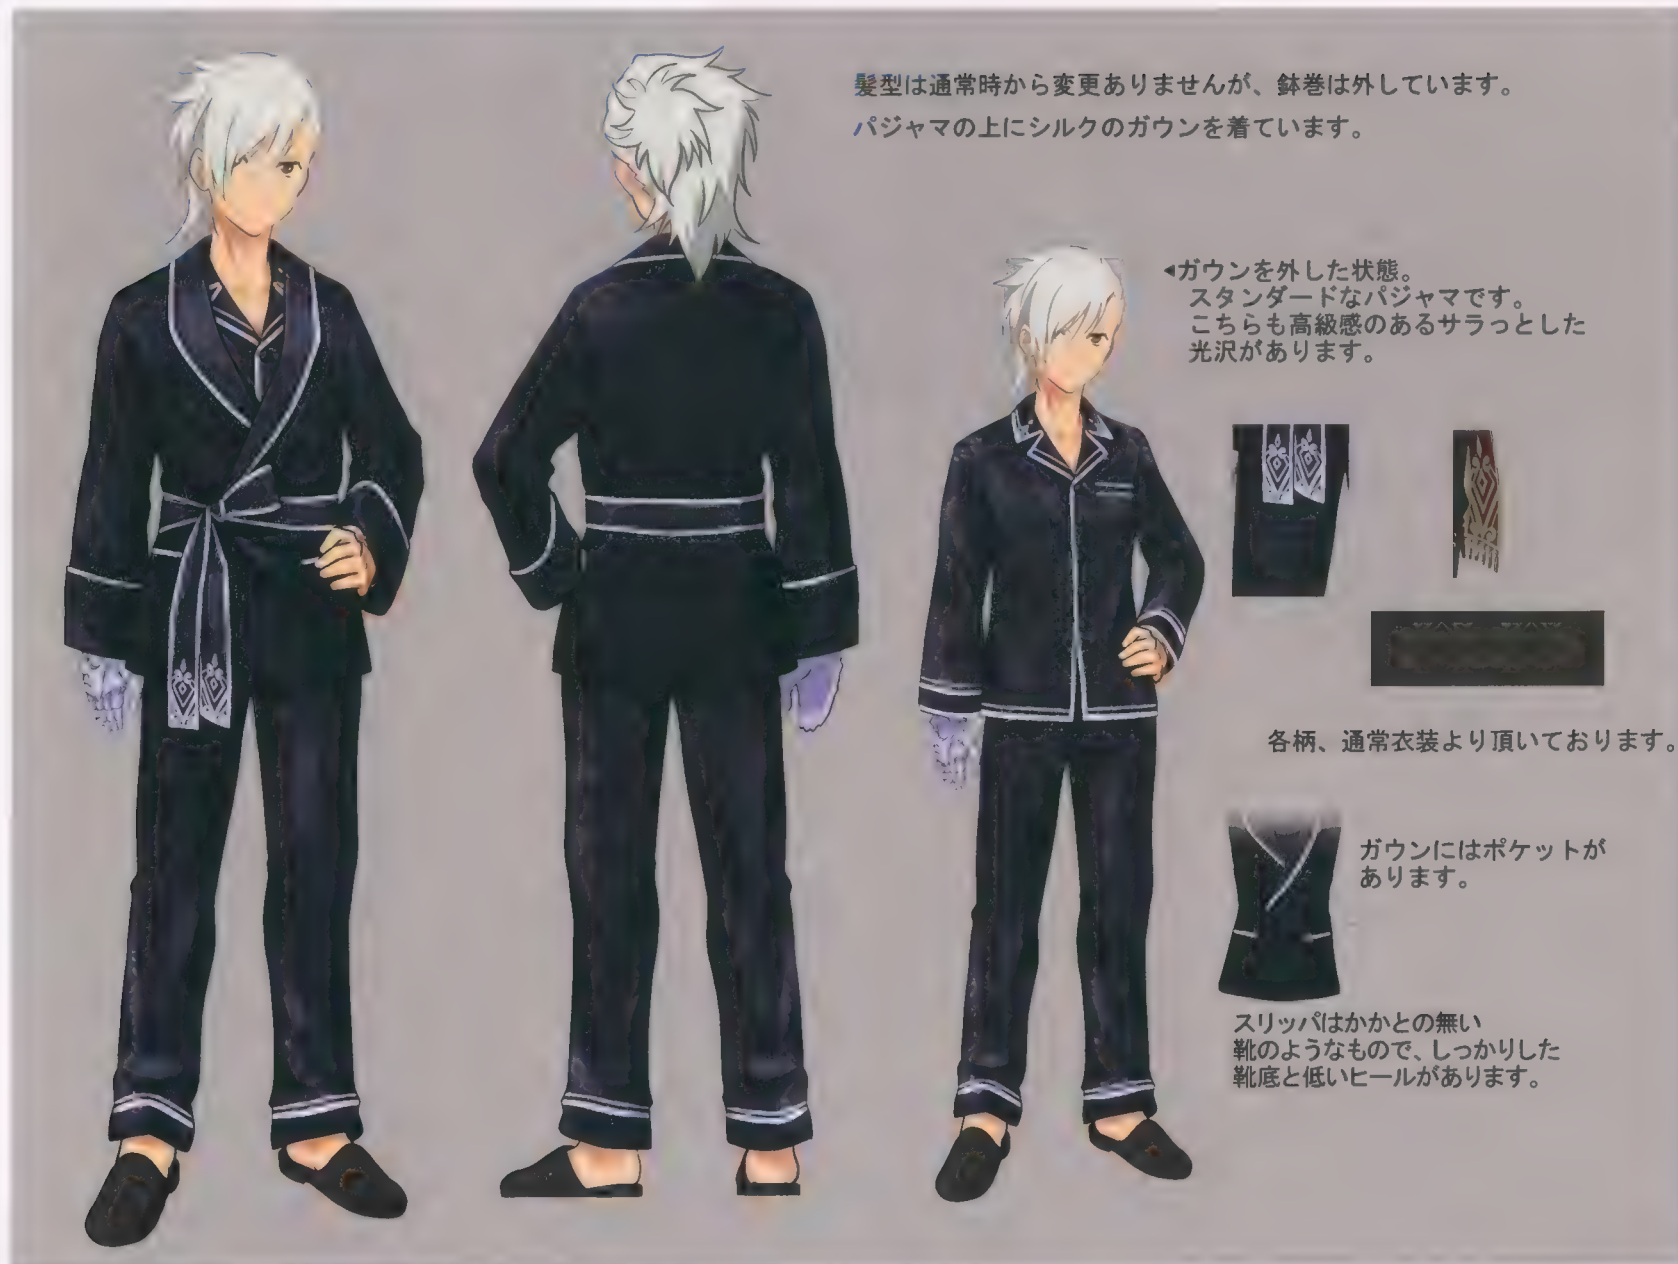 髪型は通常時から変更ありませんが、鉢巻は外しています。
パジャマの上にシルクのガウンを着ています。
◀ガウンを外した状態。
スタンダードなパジャマです。
こちらも高級感のあるサラっとした
光沢があります。
各柄、通常衣装より頂いております。
ガウンにはポケットが
あります。
スリッパはかかとの無い
靴のようなもので、しっかりした
靴底と低いヒールがあります。